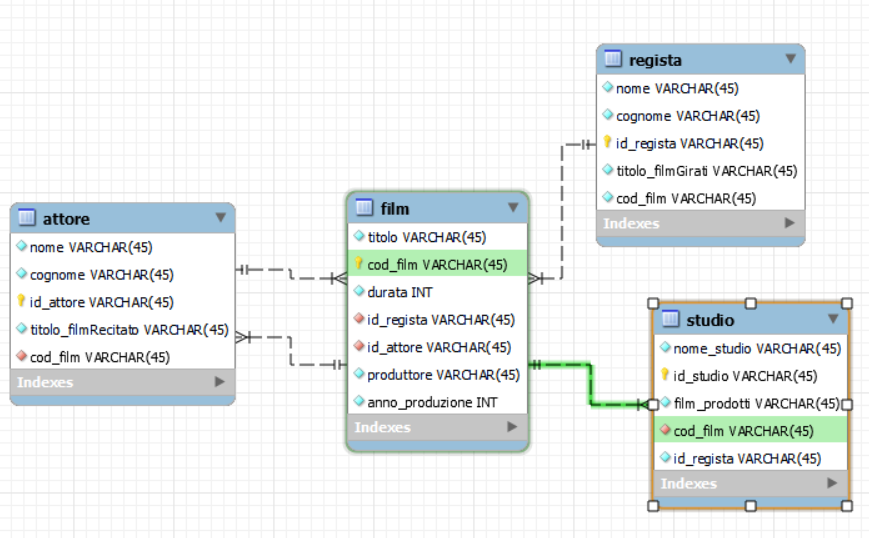 regista
nome VARCHAR(45)
cognome VARCHAR(45)
id_regista VARCHAR(45)
titolo_filmGirati VARCHAR(45)
cod_film VARCHAR(45)
Indexes
attore
nome VARCHAR(45)
cognome VARCHAR(45)
id_attore VARCHAR(45)
titolo_filmRecitato VARCHAR(45)
cod_film VARCHAR(45)
Indexes
film
titolo VARCHAR(45)
cod_film VARCHAR(45)
durata INT
id_regista VARCHAR(45)
id_attore VARCHAR(45)
produttore VARCHAR(45)
anno_produzione INT
Indexes
studio
nome_studio VARCHAR(45)
id_studio VARCHAR(45)
film_prodotti VARCHAR(45)
cod_film VARCHAR(45)
id_regista VARCHAR(45)
Indexes